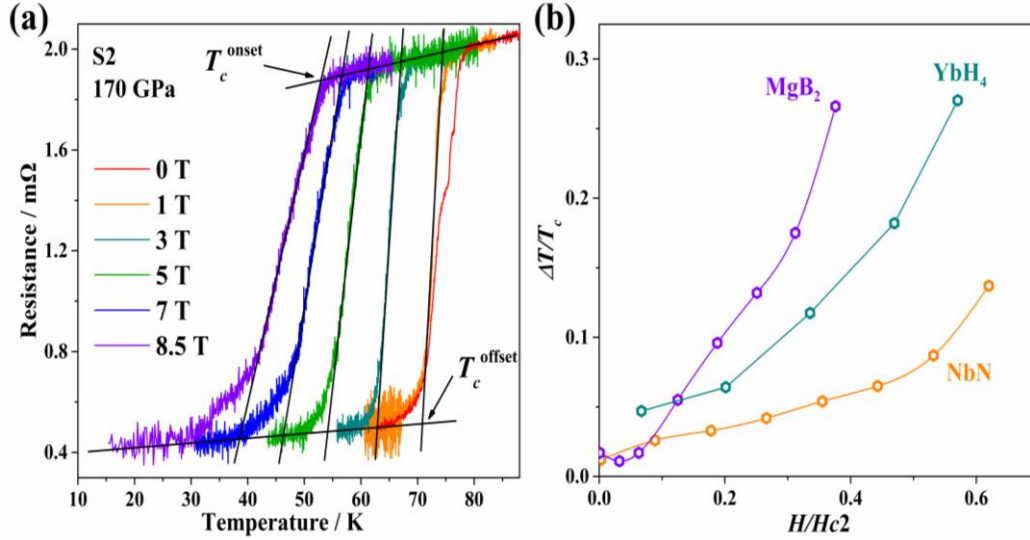 (a)
S2
170 GPa
T_c^onset
0 T
1 T
3 T
5 T
7 T
8.5 T
T_c^offset
Resistance / mΩ
2.0
1.6
1.2
0.8
0.4
10 20 30 40 50 60 70 80
Temperature / K
(b)
MgB₂
YbH₄
NbN
ΔT/T_c
0.3
0.2
0.1
0.0
0.0 0.2 0.4 0.6
H/Hc2